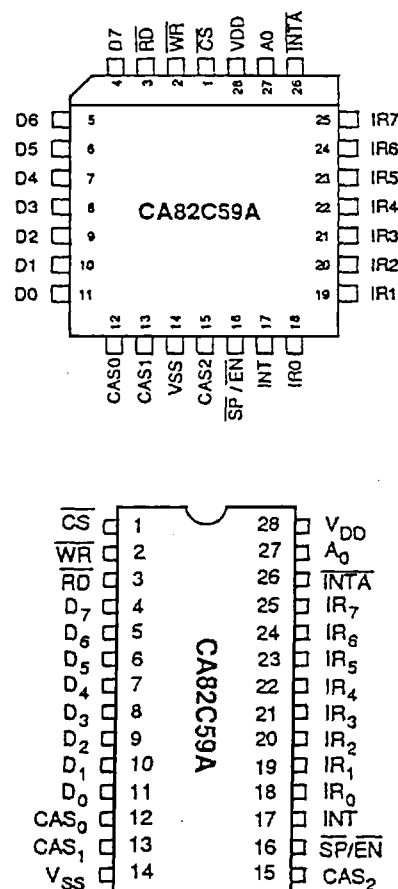 D7 RD WR CS VDD A0 INTA
4 3 2 1 28 27 26
D6 5 25 IR7
D5 6 24 IR6
D4 7 23 IR5
D3 8 CA82C59A 22 IR4
D2 9 21 IR3
D1 10 20 IR2
D0 11 19 IR1
12 13 14 15 16 17 18
CAS0 CAS1 VSS CAS2 SP/EN INT IR0
CS 1 28 VDD
WR 2 27 A0
RD 3 26 INTA
D7 4 25 IR7
D6 5 24 IR6
D5 6 23 IR5
D4 7 22 IR4
D3 8 21 IR3
D2 9 20 IR2
D1 10 19 IR1
D0 11 18 IR0
CAS0 12 17 INT
CAS1 13 16 SP/EN
VSS 14 15 CAS2
CA82C59A